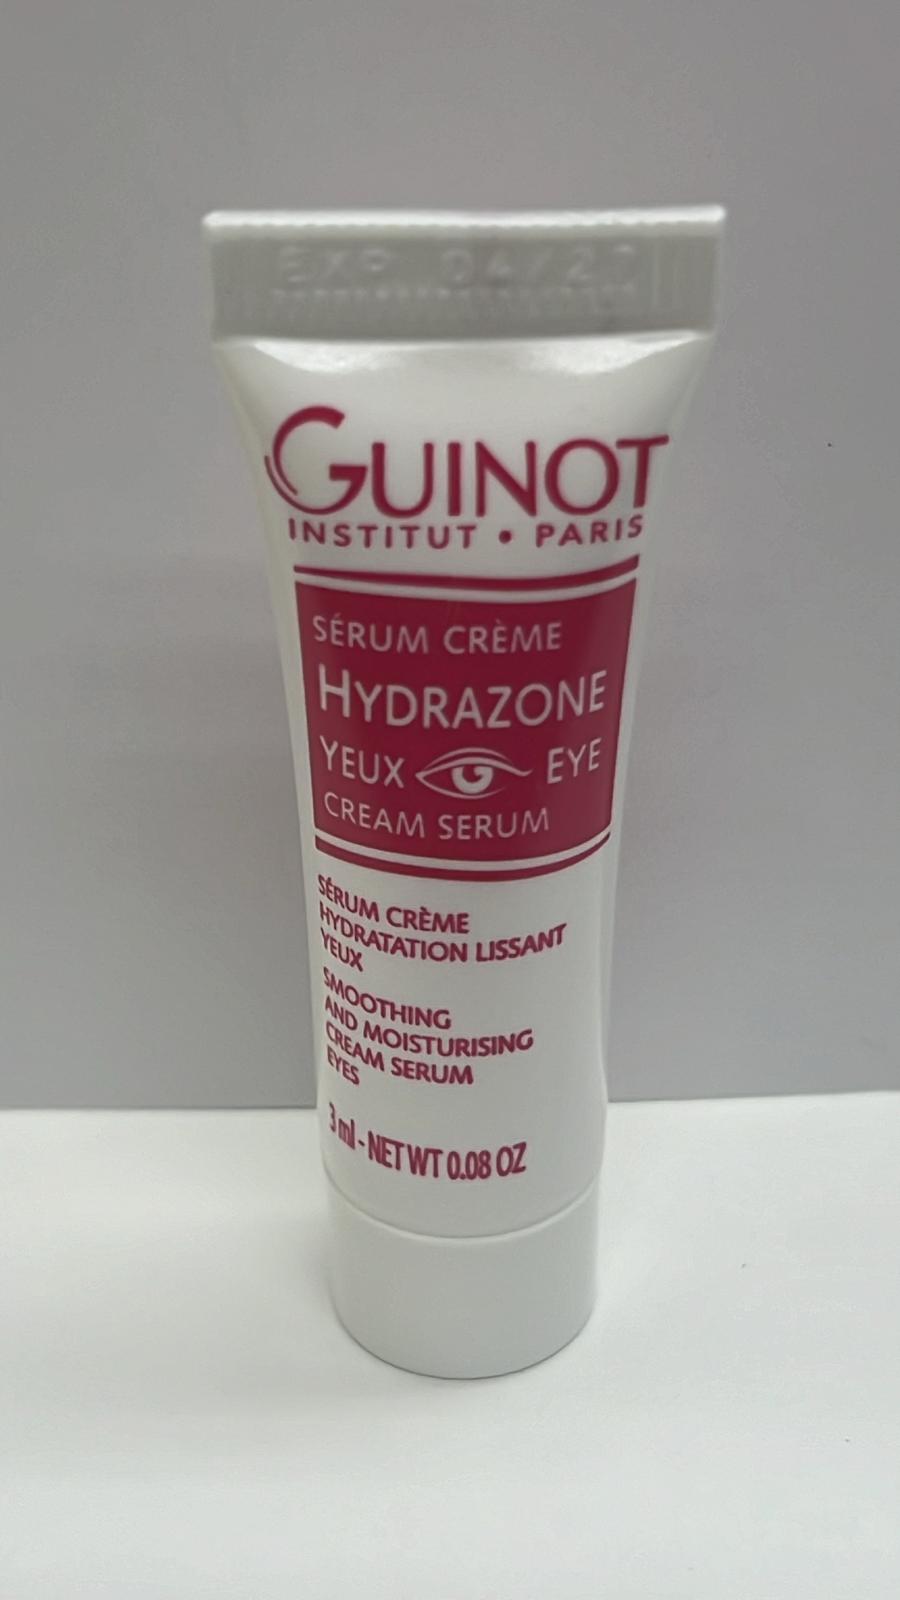 EXP
GUINOT
INSTITUT • PARIS
SÉRUM CRÈME
HYDRAZONE
YEUX EYE
CREAM SERUM
SÉRUM CRÈME
HYDRATATION LISSANT
YEUX
SMOOTHING
AND MOISTURISING
CREAM SERUM
EYES
3 ml - NET WT 0.08 OZ